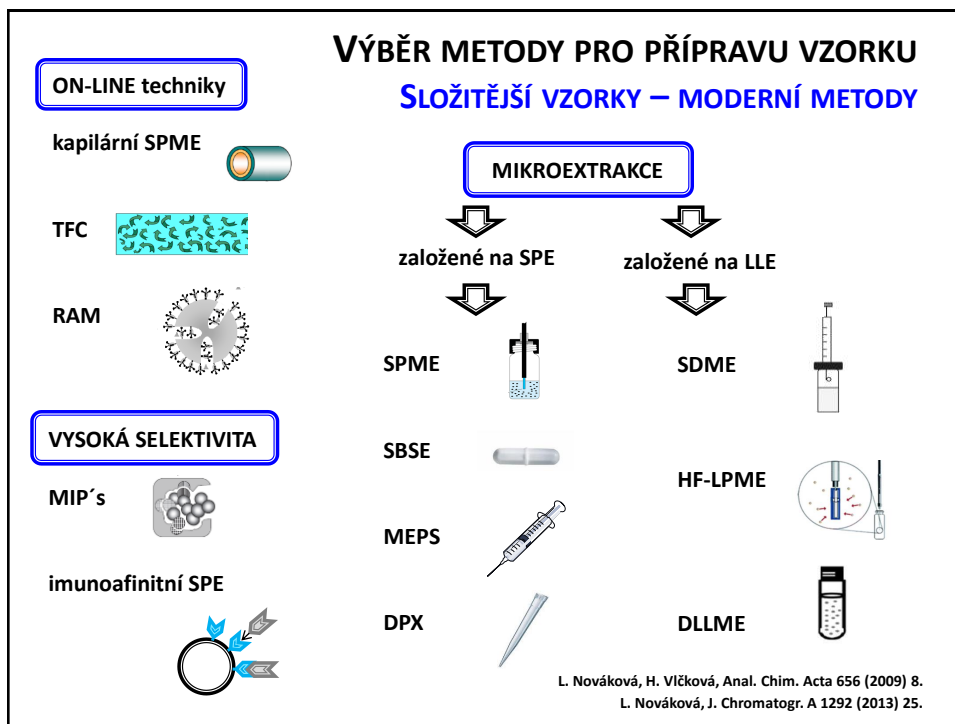 VÝBĚR METODY PRO PŘÍPRAVU VZORKU
SLOŽITĚJŠÍ VZORKY – MODERNÍ METODY
ON-LINE techniky
kapilární SPME
TFC
RAM
VYSOKÁ SELEKTIVITA
MIP´s
imunoafinitní SPE
MIKROEXTRAKCE
založené na SPE
založené na LLE
SPME
SDME
SBSE
HF-LPME
MEPS
DPX
DLLME
L. Nováková, H. Vlčková, Anal. Chim. Acta 656 (2009) 8.
L. Nováková, J. Chromatogr. A 1292 (2013) 25.